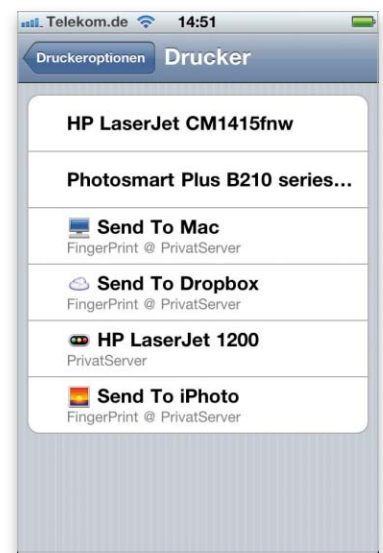 Telekom.de 14:51
Druckeroptionen Drucker
HP LaserJet CM1415fnw
Photosmart Plus B210 series...
Send To Mac
FingerPrint @ PrivatServer
Send To Dropbox
FingerPrint @ PrivatServer
HP LaserJet 1200
PrivatServer
Send To iPhoto
FingerPrint @ PrivatServer